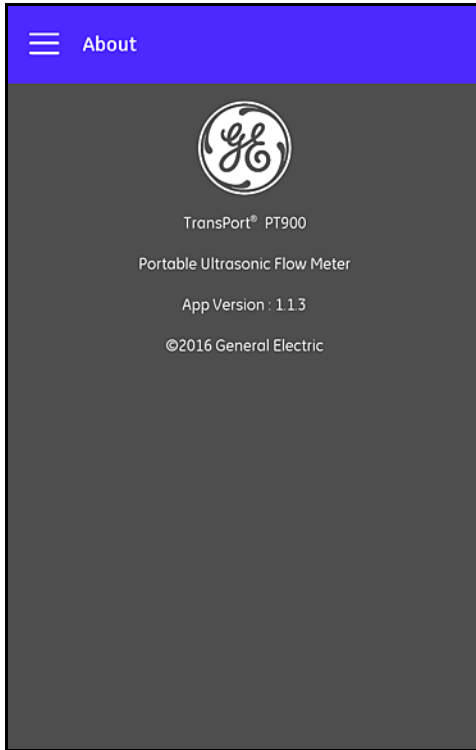 About
GE
TransPort® PT900
Portable Ultrasonic Flow Meter
App Version : 1.1.3
©2016 General Electric